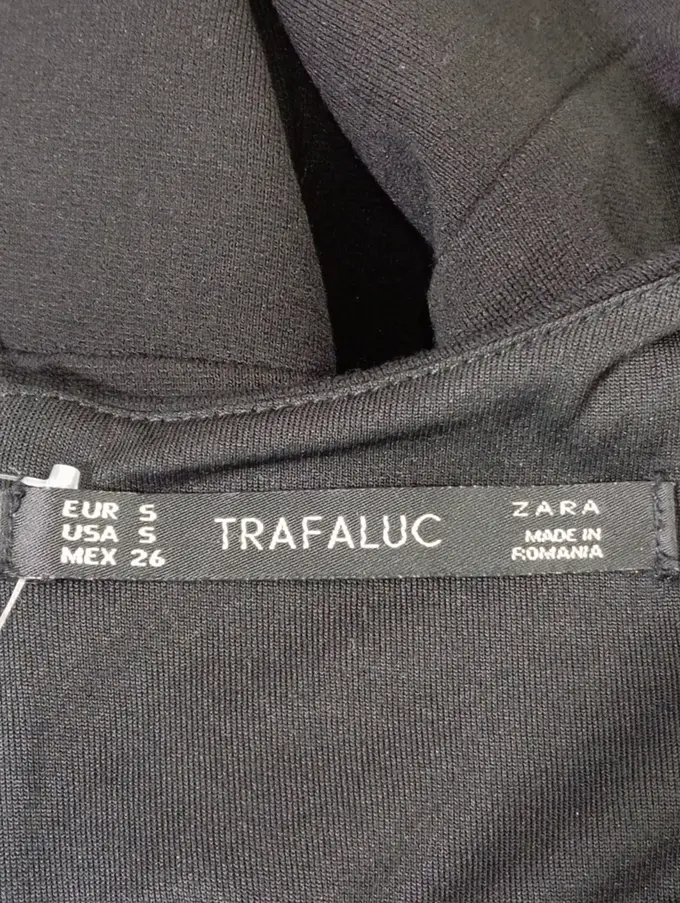 EUR S
USA S
MEX 26
TRAFALUC
ZARA
MADE IN
ROMANIA